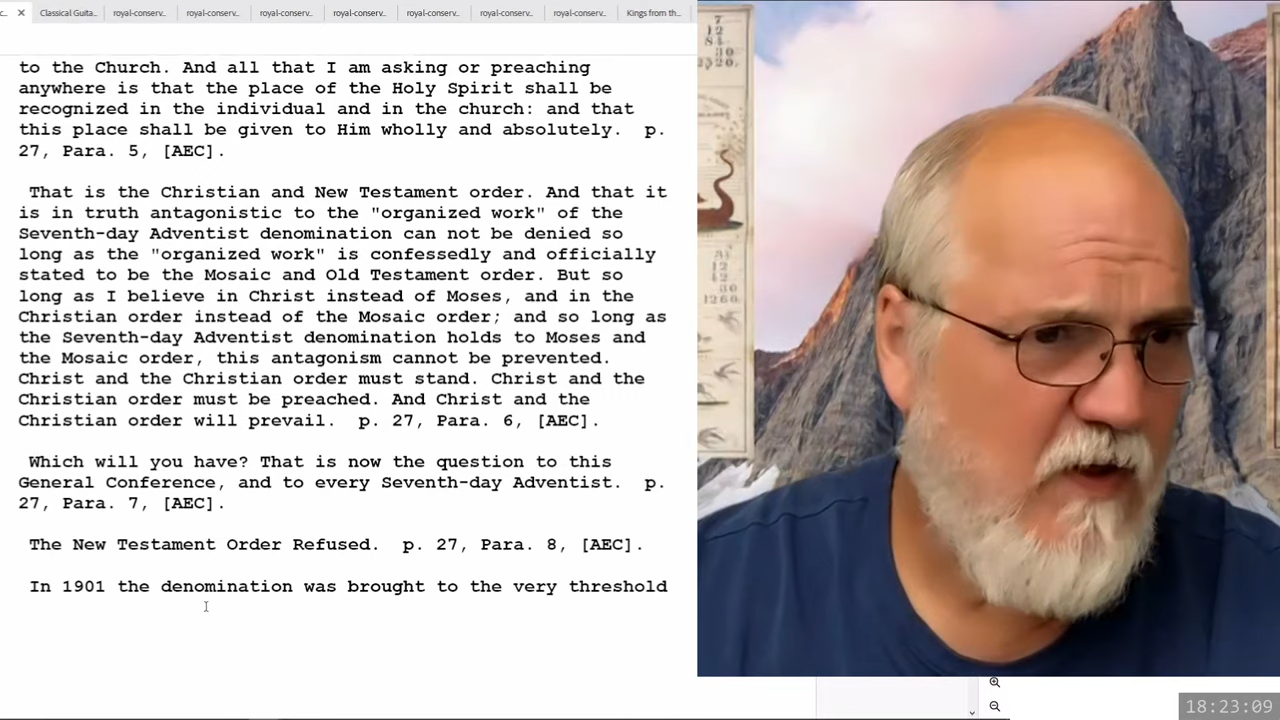 c.. ✕ Classical Guita.. royal-conserv.. royal-conserv.. royal-conserv.. royal-conserv.. royal-conserv.. royal-conserv.. royal-conserv.. Kings from th...
to the Church. And all that I am asking or preaching
anywhere is that the place of the Holy Spirit shall be
recognized in the individual and in the church: and that
this place shall be given to Him wholly and absolutely. p.
27, Para. 5, [AEC].
That is the Christian and New Testament order. And that it
is in truth antagonistic to the "organized work" of the
Seventh-day Adventist denomination can not be denied so
long as the "organized work" is confessedly and officially
stated to be the Mosaic and Old Testament order. But so
long as I believe in Christ instead of Moses, and in the
Christian order instead of the Mosaic order; and so long as
the Seventh-day Adventist denomination holds to Moses and
the Mosaic order, this antagonism cannot be prevented.
Christ and the Christian order must stand. Christ and the
Christian order must be preached. And Christ and the
Christian order will prevail. p. 27, Para. 6, [AEC].
Which will you have? That is now the question to this
General Conference, and to every Seventh-day Adventist. p.
27, Para. 7, [AEC].
The New Testament Order Refused. p. 27, Para. 8, [AEC].
In 1901 the denomination was brought to the very threshold
7
12
30
2520
12
30
1260
18:23:09